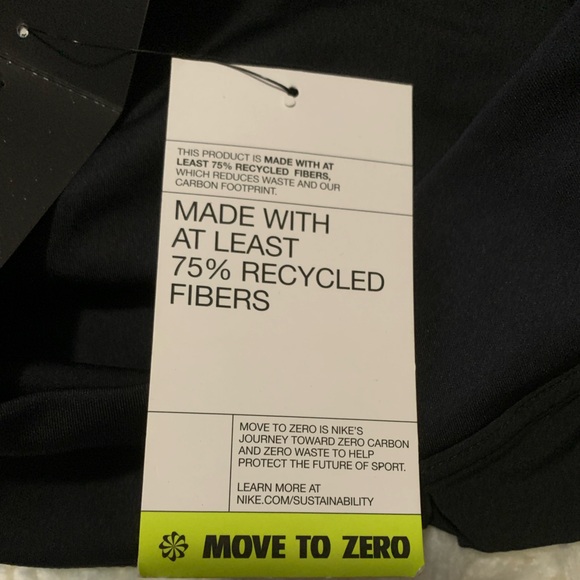 THIS PRODUCT IS MADE WITH AT
LEAST 75% RECYCLED FIBERS,
WHICH REDUCES WASTE AND OUR
CARBON FOOTPRINT.
MADE WITH
AT LEAST
75% RECYCLED
FIBERS
MOVE TO ZERO IS NIKE'S
JOURNEY TOWARD ZERO CARBON
AND ZERO WASTE TO HELP
PROTECT THE FUTURE OF SPORT.
LEARN MORE AT
NIKE.COM/SUSTAINABILITY
MOVE TO ZERO